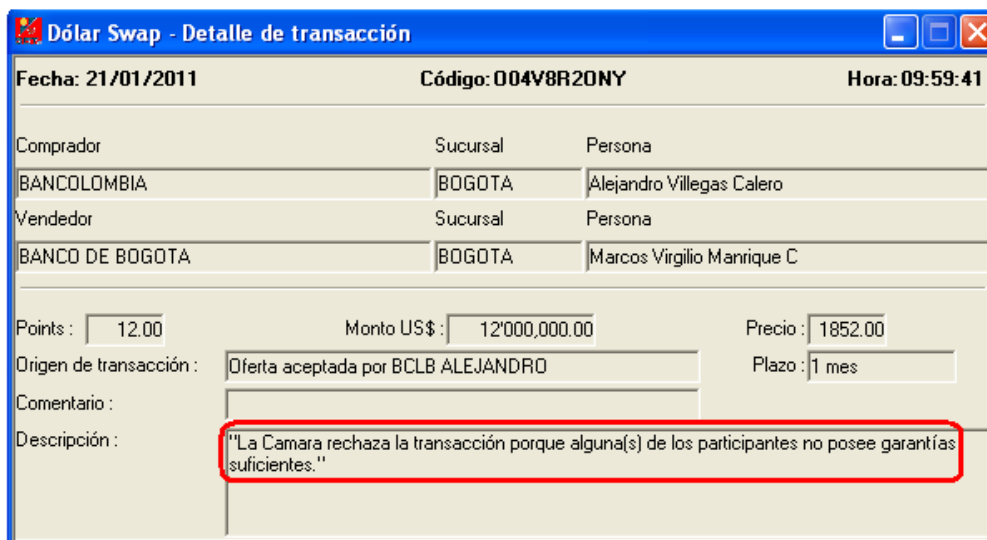 Dólar Swap - Detalle de transacción
Fecha: 21/01/2011 Código: O04V8R2ONY Hora: 09:59:41
Comprador Sucursal Persona
BANCOLOMBIA BOGOTA Alejandro Villegas Calero
Vendedor Sucursal Persona
BANCO DE BOGOTA BOGOTA Marcos Virgilio Manrique C
Points : 12.00 Monto US$ : 12'000,000.00 Precio : 1852.00
Origen de transacción : Oferta aceptada por BCLB ALEJANDRO Plazo : 1 mes
Comentario :
Descripción : "La Camara rechaza la transacción porque alguna(s) de los participantes no posee garantías
suficientes."